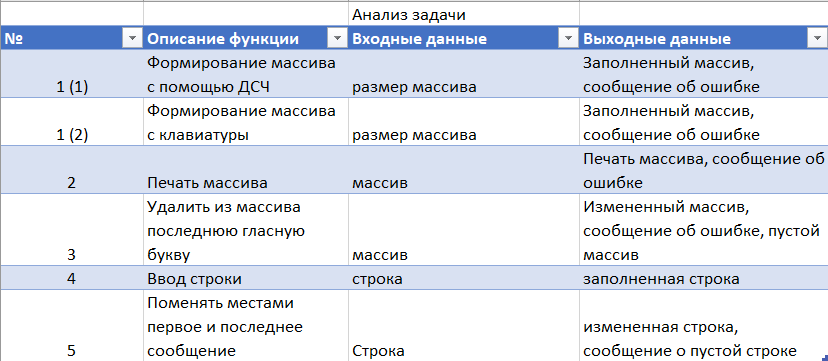 Анализ задачи
№ Описание функции Входные данные Выходные данные
Формирование массива Заполненный массив,
1 (1) с помощью ДСЧ размер массива сообщение об ошибке
Формирование массива Заполненный массив,
1 (2) с клавиатуры размер массива сообщение об ошибке
Печать массива, сообщение об
2 Печать массива массив ошибке
Удалить из массива Измененный массив,
последнюю гласную сообщение об ошибке, пустой
3 букву массив массив
4 Ввод строки строка заполненная строка
Поменять местами
первое и последнее измененная строка,
5 сообщение Строка сообщение о пустой строке